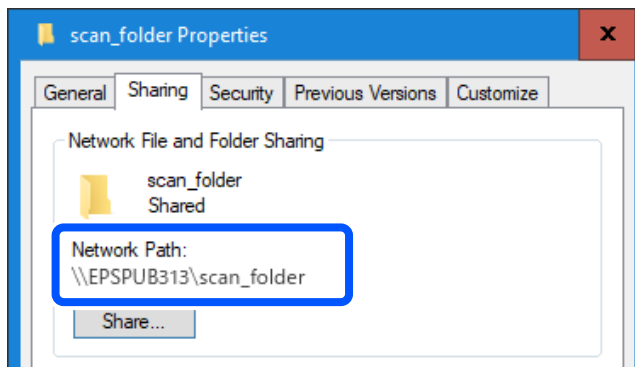 scan_folder Properties
x
General Sharing Security Previous Versions Customize
Network File and Folder Sharing
scan_folder
Shared
Network Path:
\\EPSPUB313\scan_folder
Share...